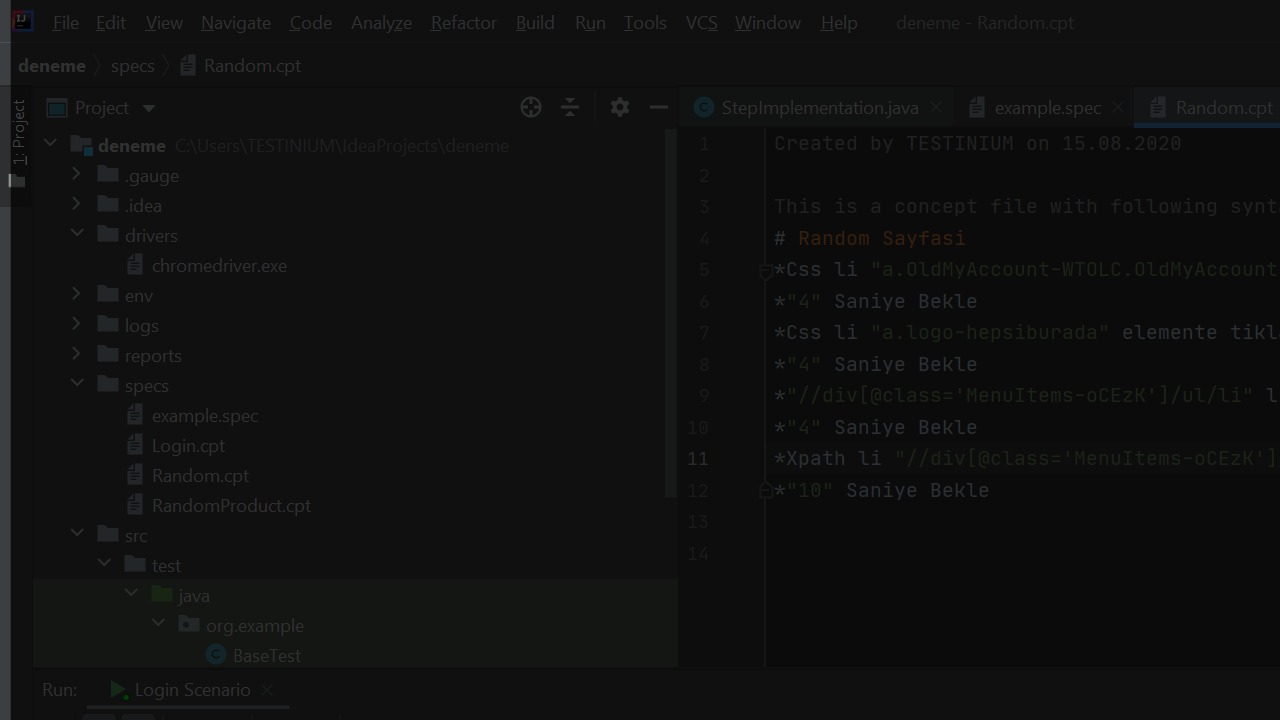 File Edit View Navigate Code Analyze Refactor Build Run Tools VCS Window Help deneme - Random.cpt
deneme specs Random.cpt
1: Project
Project
deneme C:\Users\TESTINIUM\IdeaProjects\deneme
.gauge
.idea
drivers
chromedriver.exe
env
logs
reports
specs
example.spec
Login.cpt
Random.cpt
RandomProduct.cpt
src
test
java
org.example
BaseTest
StepImplementation.java example.spec Random.cpt
1 Created by TESTINIUM on 15.08.2020
2
3 This is a concept file with following synt
4 # Random Sayfasi
5 *Css li "a.OldMyAccount-WTOLC.OldMyAccount
6 *"4" Saniye Bekle
7 *Css li "a.logo-hepsiburada" elemente tikl
8 *"4" Saniye Bekle
9 *"//div[@class='MenuItems-oCEzK']/ul/li" l
10 *"4" Saniye Bekle
11 *Xpath li "//div[@class='MenuItems-oCEzK']
12 *"10" Saniye Bekle
13
14
Run: Login Scenario